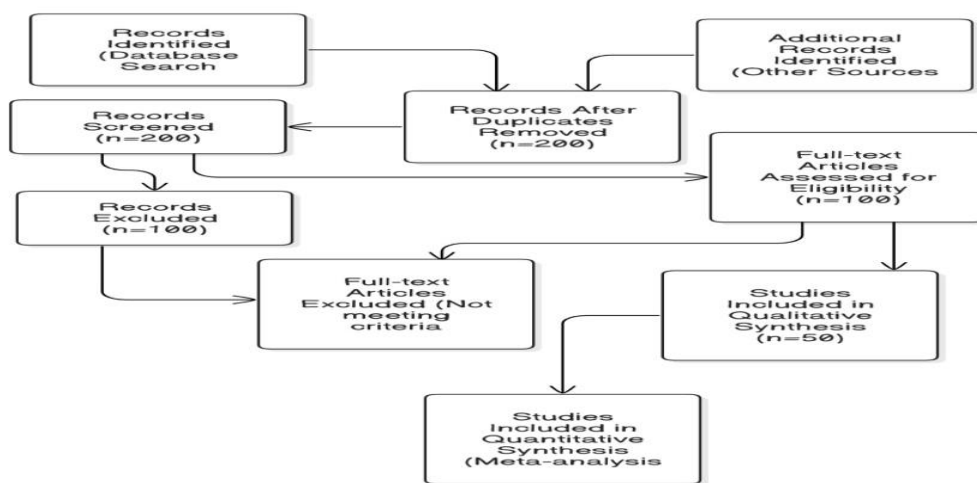 Records
Identified
(Database
Search
Additional
Records
Identified
(Other Sources
Records After
Duplicates
Removed
(n=200)
Records
Screened
(n=200)
Full-text
Articles
Assessed for
Eligibility
(n=100)
Records
Excluded
(n=100)
Full-text
Articles
Excluded (Not
meeting
criteria
Studies
Included in
Qualitative
Synthesis
(n=50)
Studies
Included in
Quantitative
Synthesis
(Meta-analysis